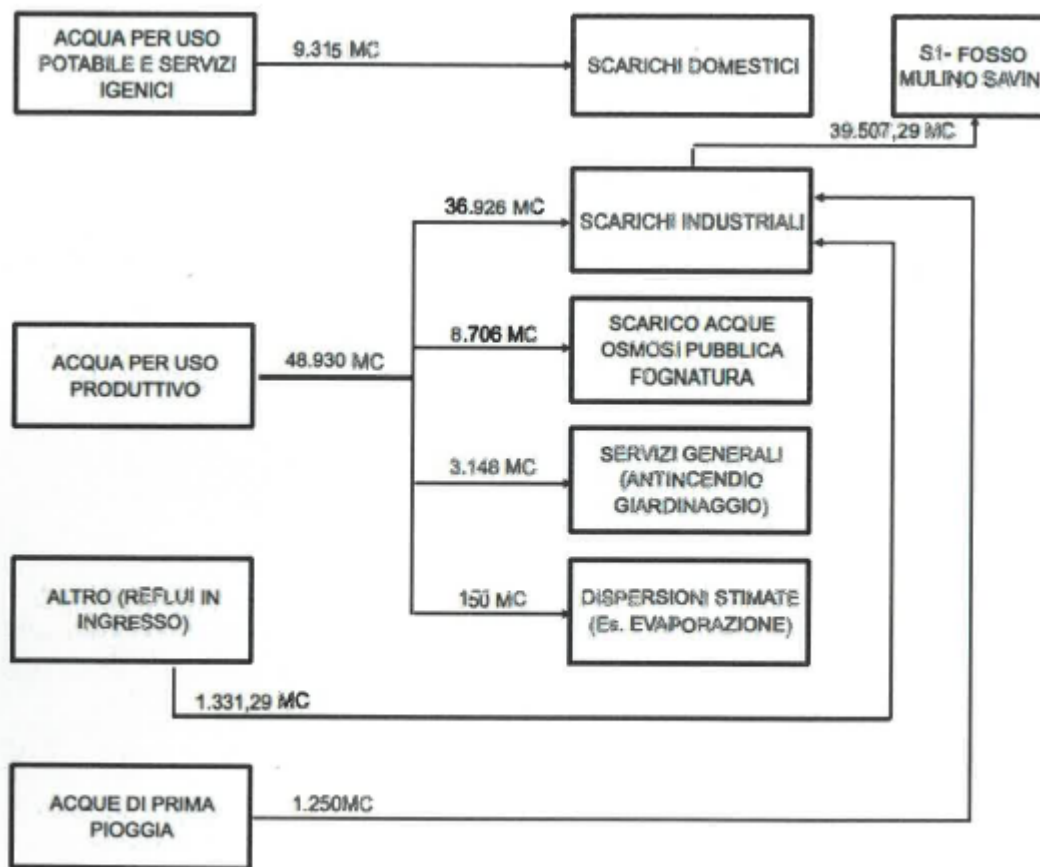 ACQUA PER USO
POTABILE E SERVIZI
IGENICI
9.315 MC
SCARICHI DOMESTICI
S1- FOSSO
MULINO SAVIN
39.507,29 MC
36.926 MC
SCARICHI INDUSTRIALI
ACQUA PER USO
PRODUTTIVO
48.930 MC
8.706 MC
SCARICO ACQUE
OSMOSI PUBBLICA
FOGNATURA
3.148 MC
SERVIZI GENERALI
(ANTINCENDIO
GIARDINAGGIO)
150 MC
DISPERSIONI STIMATE
(Es. EVAPORAZIONE)
ALTRO (REFLUI IN
INGRESSO)
1.331,29 MC
ACQUE DI PRIMA
PIOGGIA
1.250MC